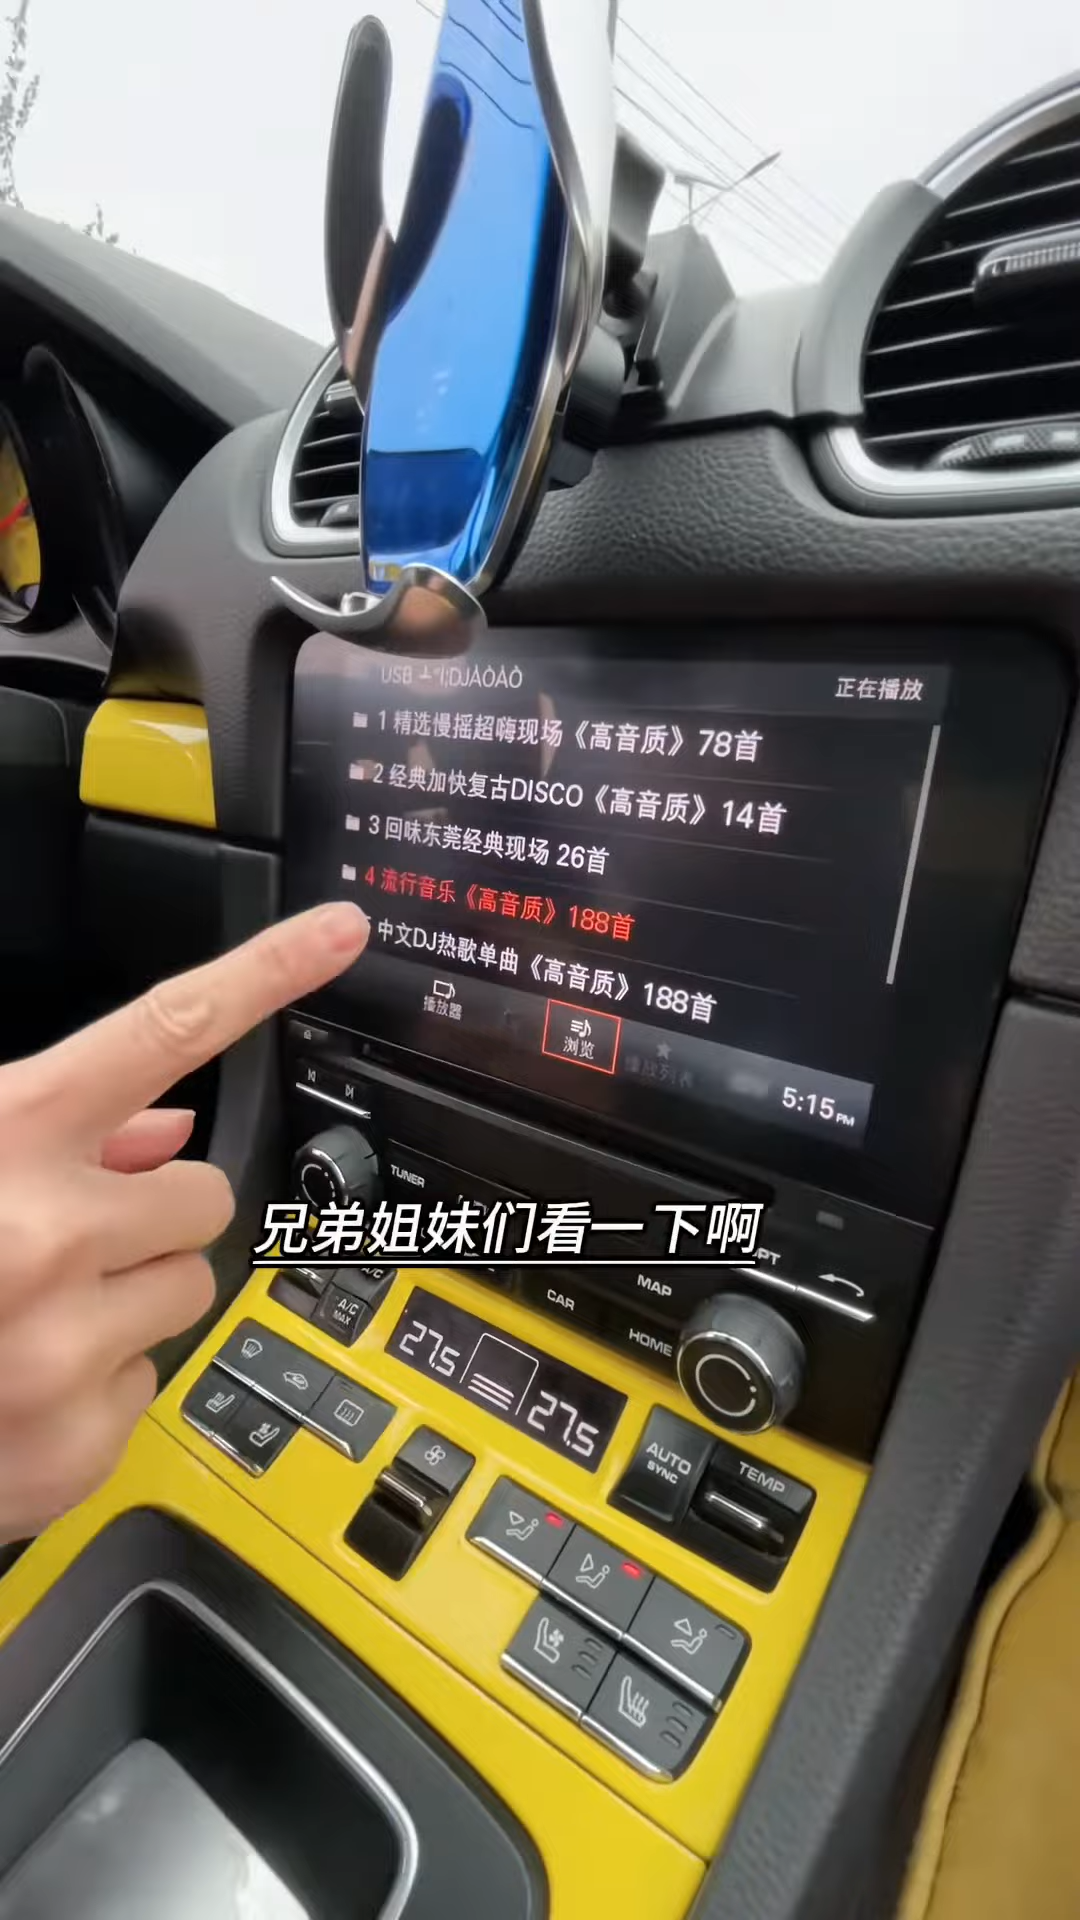 正在播放
1 精选慢摇超嗨现场《高音质》78首
2 经典加快复古DISCO《高音质》14首
3 回味东莞经典现场 26首
4 流行音乐《高音质》188首
中文DJ热歌单曲《高音质》188首
播放器
浏览
播放列表
5:15PM
TUNER
兄弟姐妹们看一下啊
A/C
A/C
MAX
CAR
MAP
HOME
27.5
27.5
AUTO
SYNC
TEMP